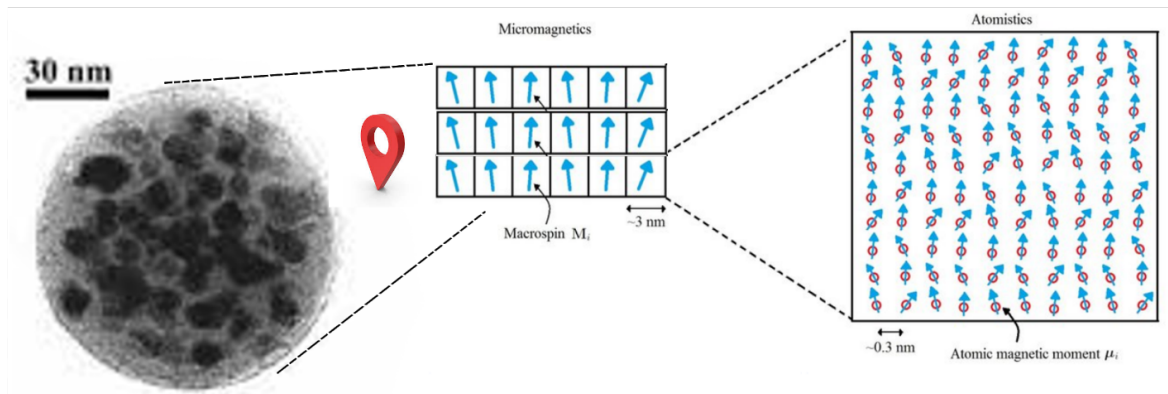 30 nm
Micromagnetics
~3 nm
Macrospin Mᵢ
Atomistics
~0.3 nm
Atomic magnetic moment μᵢ